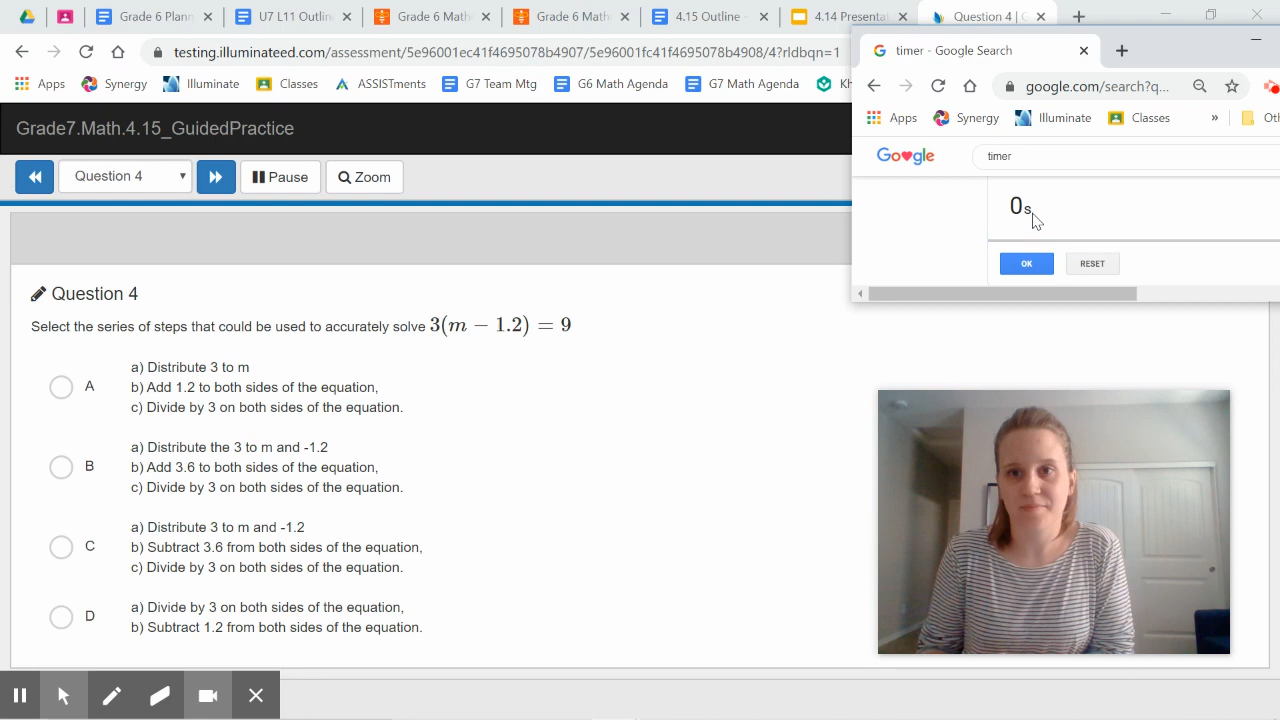 Grade 6 Plann
U7 L11 Outlin
Grade 6 Mat
Grade 6 Math
4.15 Outline -
4.14 Presenta
Question 4 | G
testing.illuminateed.com/assessment/5e96001ec41f4695078b4907/5e96001fc41f4695078b4908/4?rldbqn=1
Apps Synergy Illuminate Classes ASSISTments G7 Team Mtg G6 Math Agenda G7 Math Agenda Kh
timer - Google Search
google.com/search?q...
Apps Synergy Illuminate Classes » Oth
Go♥gle
timer
0s
OK RESET
Grade7.Math.4.15_GuidedPractice
Question 4 Pause Zoom
Question 4
Select the series of steps that could be used to accurately solve 3(m − 1.2) = 9
A
a) Distribute 3 to m
b) Add 1.2 to both sides of the equation,
c) Divide by 3 on both sides of the equation.
B
a) Distribute the 3 to m and -1.2
b) Add 3.6 to both sides of the equation,
c) Divide by 3 on both sides of the equation.
C
a) Distribute 3 to m and -1.2
b) Subtract 3.6 from both sides of the equation,
c) Divide by 3 on both sides of the equation.
D
a) Divide by 3 on both sides of the equation,
b) Subtract 1.2 from both sides of the equation.